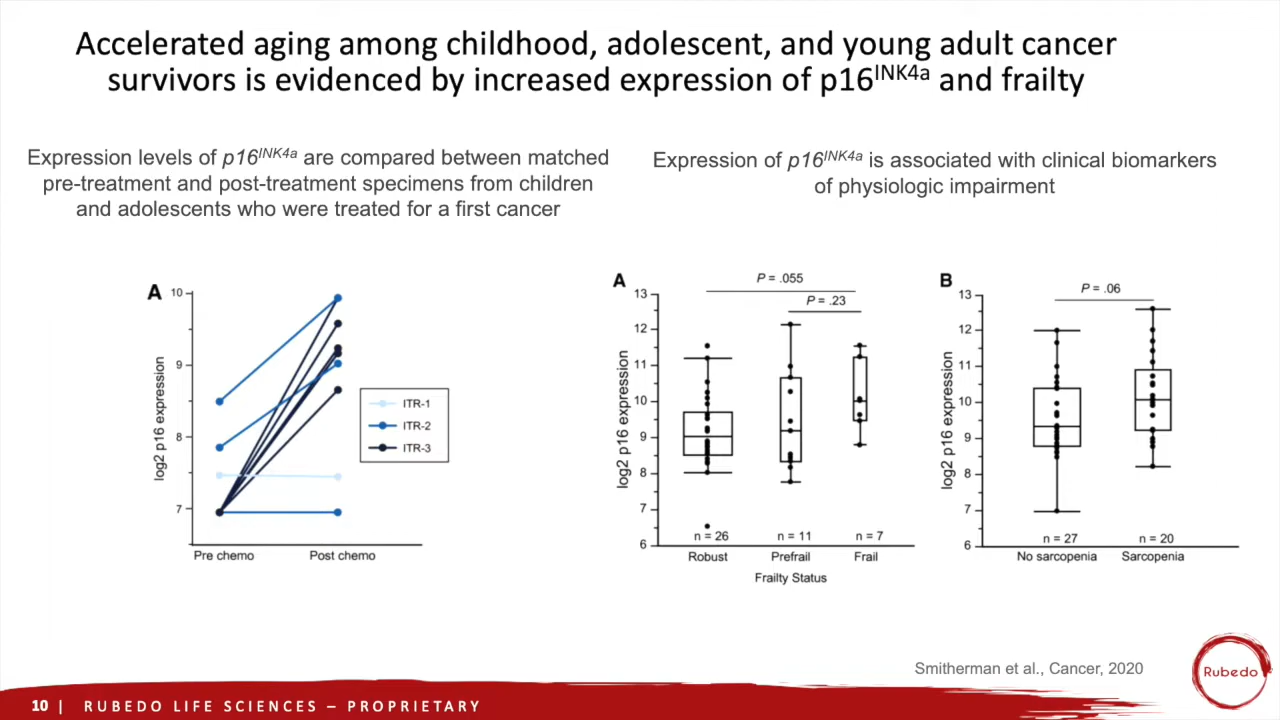 Accelerated aging among childhood, adolescent, and young adult cancer
survivors is evidenced by increased expression of p16INK4a and frailty
Expression levels of p16INK4a are compared between matched
pre-treatment and post-treatment specimens from children
and adolescents who were treated for a first cancer
Expression of p16INK4a is associated with clinical biomarkers
of physiologic impairment
A
log2 p16 expression
10
9
8
7
Pre chemo
Post chemo
ITR-1
ITR-2
ITR-3
A
P = .055
P = .23
log2 p16 expression
13
12
11
10
9
8
7
6
n = 26
n = 11
n = 7
Robust
Prefrail
Frail
Frailty Status
B
P = .06
log2 p16 expression
13
12
11
10
9
8
7
6
n = 27
n = 20
No sarcopenia
Sarcopenia
Smitherman et al., Cancer, 2020
Rubedo
10 | RUBEDO LIFE SCIENCES – PROPRIETARY